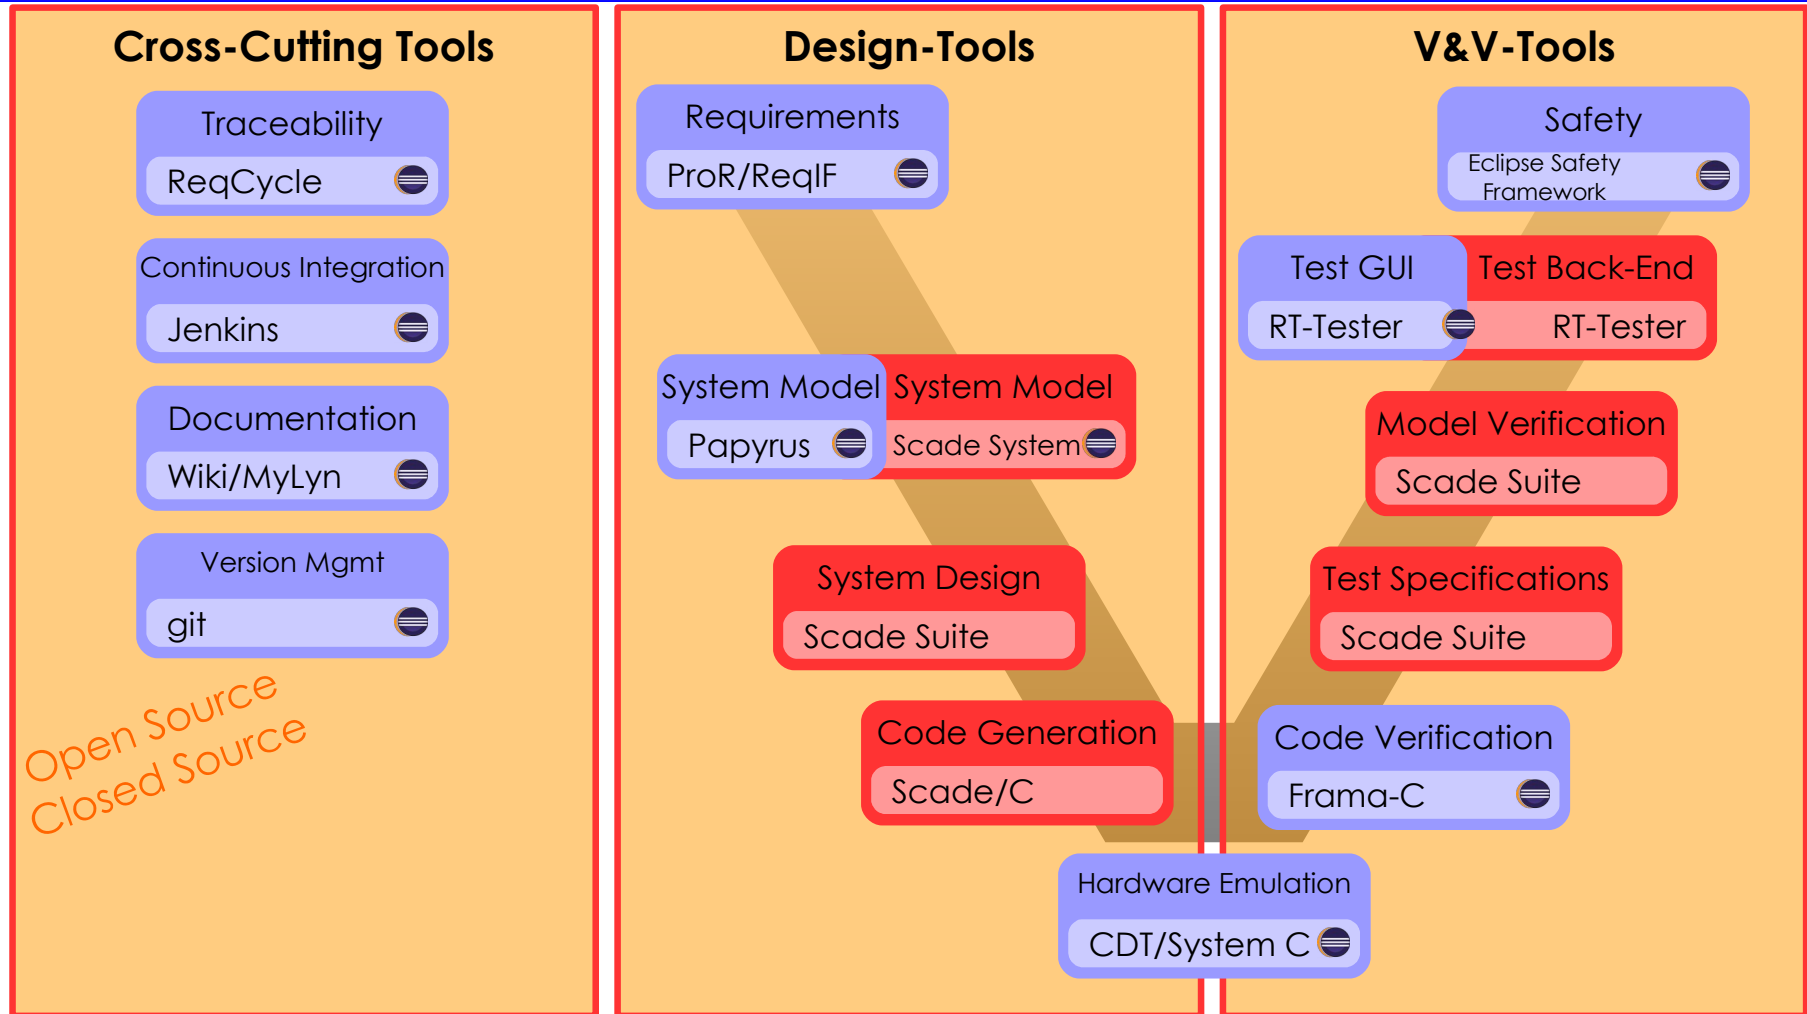 Cross-Cutting Tools
Traceability
ReqCycle
Continuous Integration
Jenkins
Documentation
Wiki/MyLyn
Version Mgmt
git
Open Source
Closed Source
Design-Tools
Requirements
ProR/ReqIF
System Model
Papyrus
System Model
Scade System
System Design
Scade Suite
Code Generation
Scade/C
Hardware Emulation
CDT/System C
V&V-Tools
Safety
Eclipse Safety
Framework
Test GUI
RT-Tester
Test Back-End
RT-Tester
Model Verification
Scade Suite
Test Specifications
Scade Suite
Code Verification
Frama-C